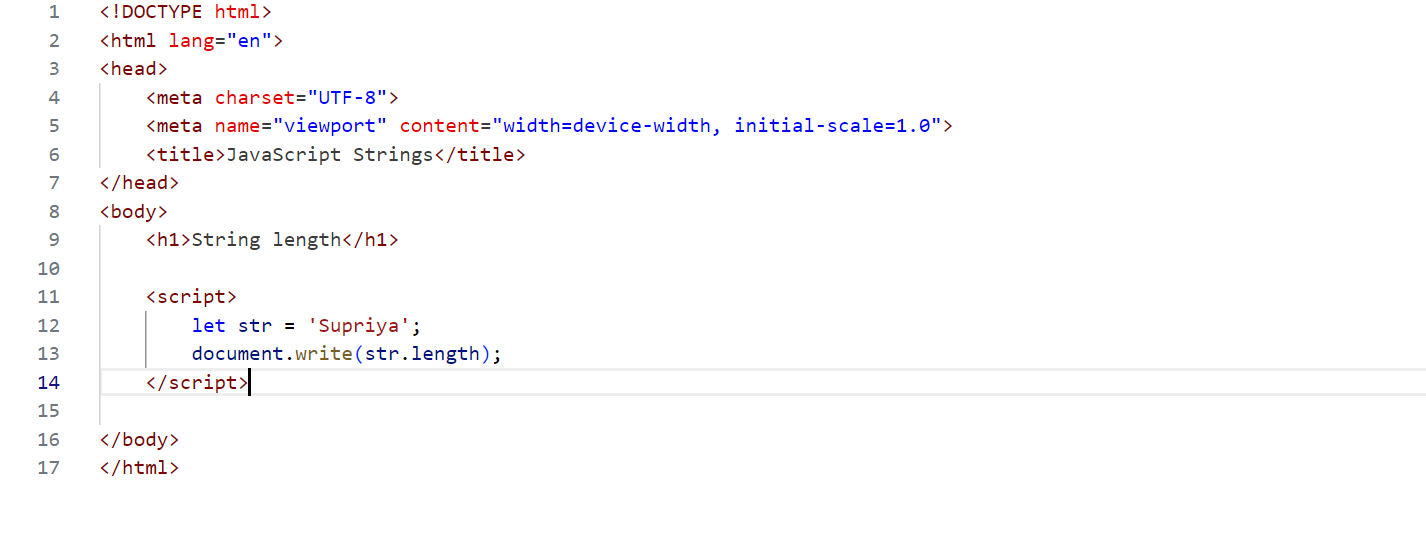 1 <!DOCTYPE html>
2 <html lang="en">
3 <head>
4     <meta charset="UTF-8">
5     <meta name="viewport" content="width=device-width, initial-scale=1.0">
6     <title>JavaScript Strings</title>
7 </head>
8 <body>
9     <h1>String length</h1>
10
11     <script>
12         let str = 'Supriya';
13         document.write(str.length);
14     </script>
15
16 </body>
17 </html>